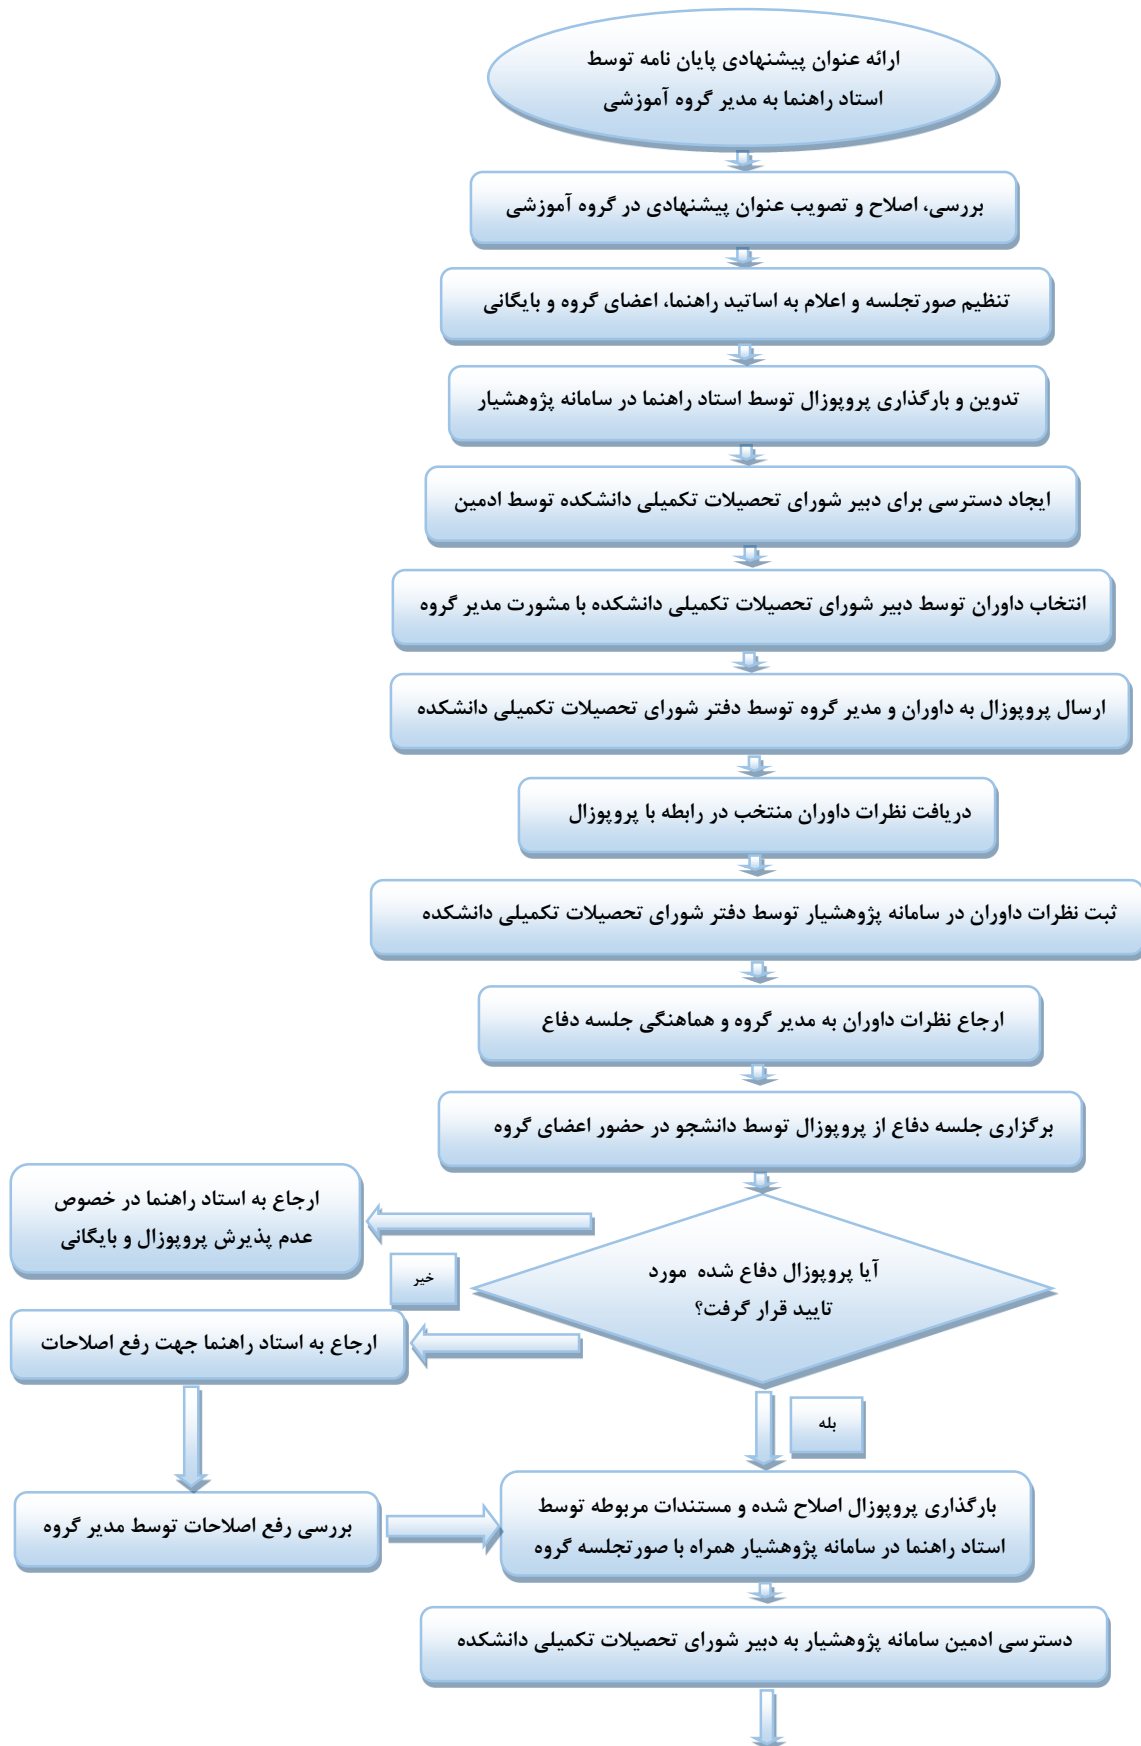 ارائه عنوان پیشنهادی پایان نامه توسط
استاد راهنما به مدیر گروه آموزشی
بررسی، اصلاح و تصویب عنوان پیشنهادی در گروه آموزشی
تنظیم صورتجلسه و اعلام به اساتید راهنما، اعضای گروه و بایگانی
تدوین و بارگذاری پروپوزال توسط استاد راهنما در سامانه پژوهشیار
ایجاد دسترسی برای دبیر شورای تحصیلات تکمیلی دانشکده توسط ادمین
انتخاب داوران توسط دبیر شورای تحصیلات تکمیلی دانشکده با مشورت مدیر گروه
ارسال پروپوزال به داوران و مدیر گروه توسط دفتر شورای تحصیلات تکمیلی دانشکده
دریافت نظرات داوران منتخب در رابطه با پروپوزال
ثبت نظرات داوران در سامانه پژوهشیار توسط دفتر شورای تحصیلات تکمیلی دانشکده
ارجاع نظرات داوران به مدیر گروه و هماهنگی جلسه دفاع
برگزاری جلسه دفاع از پروپوزال توسط دانشجو در حضور اعضای گروه
ارجاع به استاد راهنما در خصوص
عدم پذیرش پروپوزال و بایگانی
آیا پروپوزال دفاع شده مورد
تایید قرار گرفت؟
خیر
ارجاع به استاد راهنما جهت رفع اصلاحات
بله
بررسی رفع اصلاحات توسط مدیر گروه
بارگذاری پروپوزال اصلاح شده و مستندات مربوطه توسط
استاد راهنما در سامانه پژوهشیار همراه با صورتجلسه گروه
دسترسی ادمین سامانه پژوهشیار به دبیر شورای تحصیلات تکمیلی دانشکده